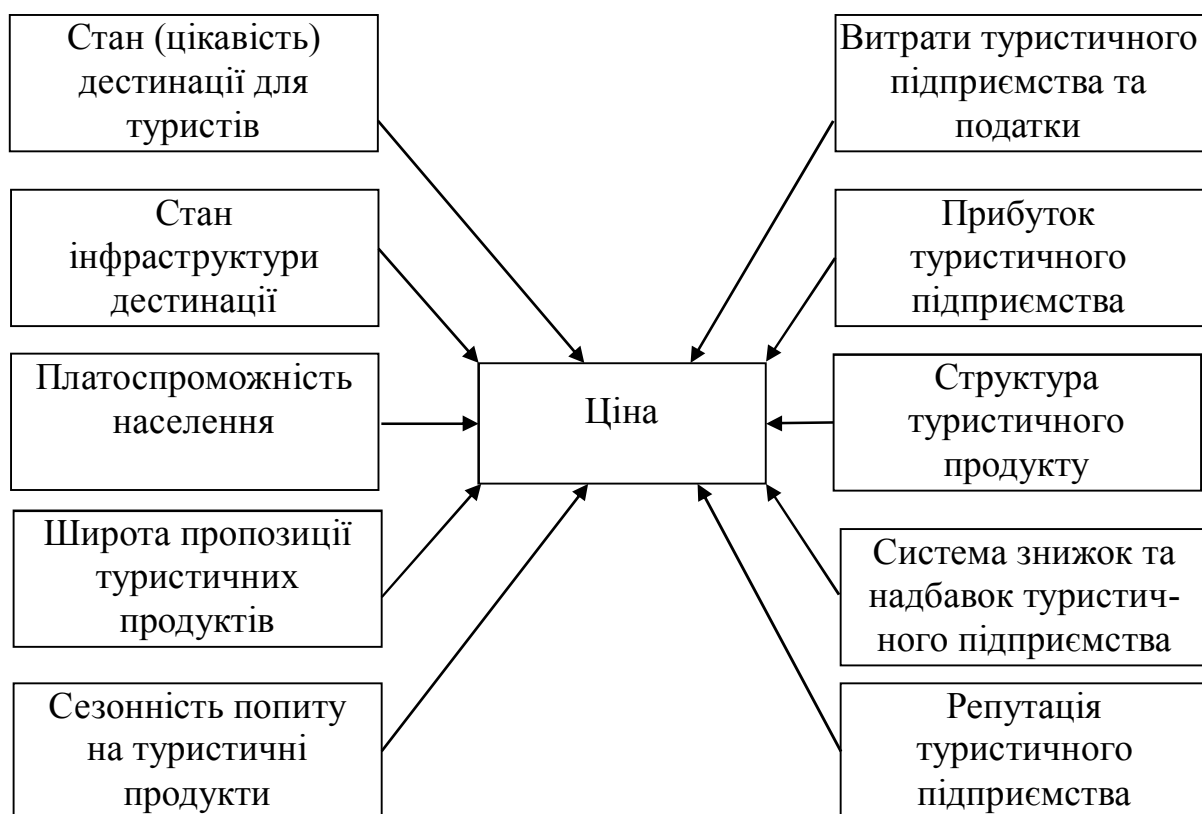 Стан (цікавість)
дестинації для
туристів
Стан
інфраструктури
дестинації
Платоспроможність
населення
Широта пропозиції
туристичних
продуктів
Сезонність попиту
на туристичні
продукти
Ціна
Витрати туристичного
підприємства та
податки
Прибуток
туристичного
підприємства
Структура
туристичного
продукту
Система знижок та
надбавок туристич-
ного підприємства
Репутація
туристичного
підприємства